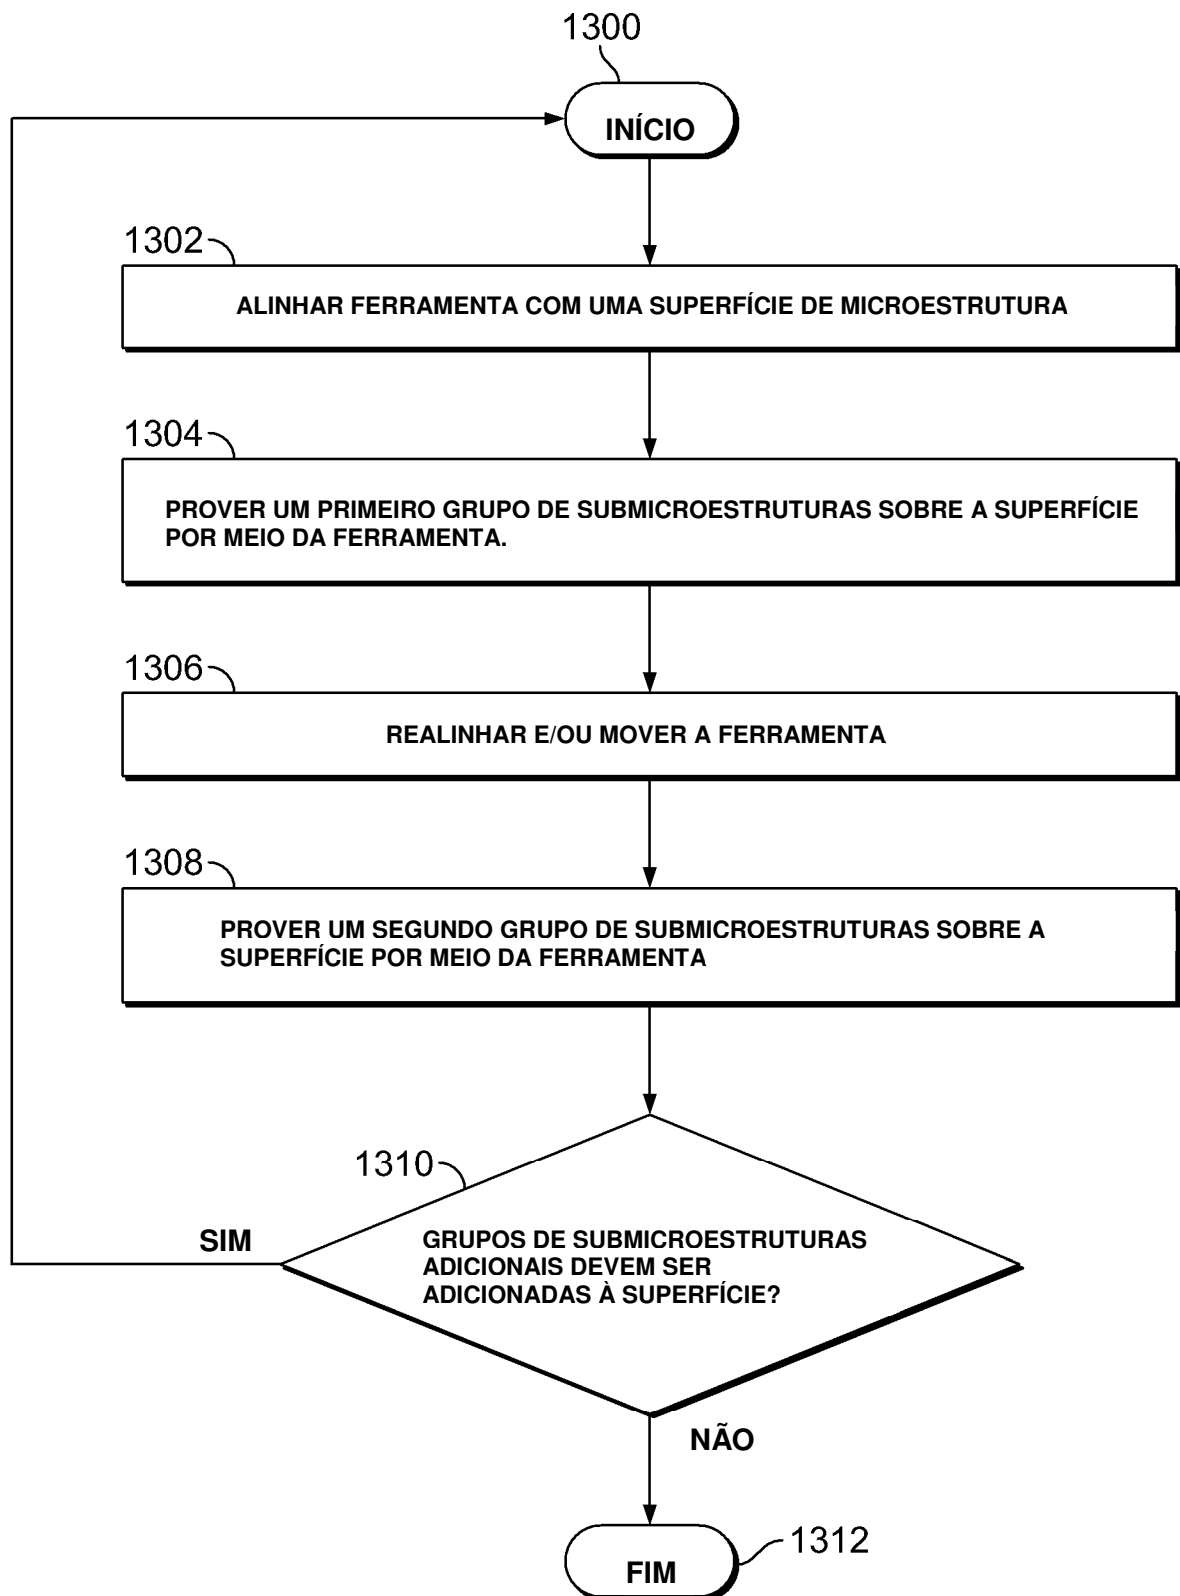 1300
INÍCIO
1302
ALINHAR FERRAMENTA COM UMA SUPERFÍCIE DE MICROESTRUTURA
1304
PROVER UM PRIMEIRO GRUPO DE SUBMICROESTRUTURAS SOBRE A SUPERFÍCIE
POR MEIO DA FERRAMENTA.
1306
REALINHAR E/OU MOVER A FERRAMENTA
1308
PROVER UM SEGUNDO GRUPO DE SUBMICROESTRUTURAS SOBRE A
SUPERFÍCIE POR MEIO DA FERRAMENTA
1310
SIM
GRUPOS DE SUBMICROESTRUTURAS
ADICIONAIS DEVEM SER
ADICIONADAS À SUPERFÍCIE?
NÃO
1312
FIM